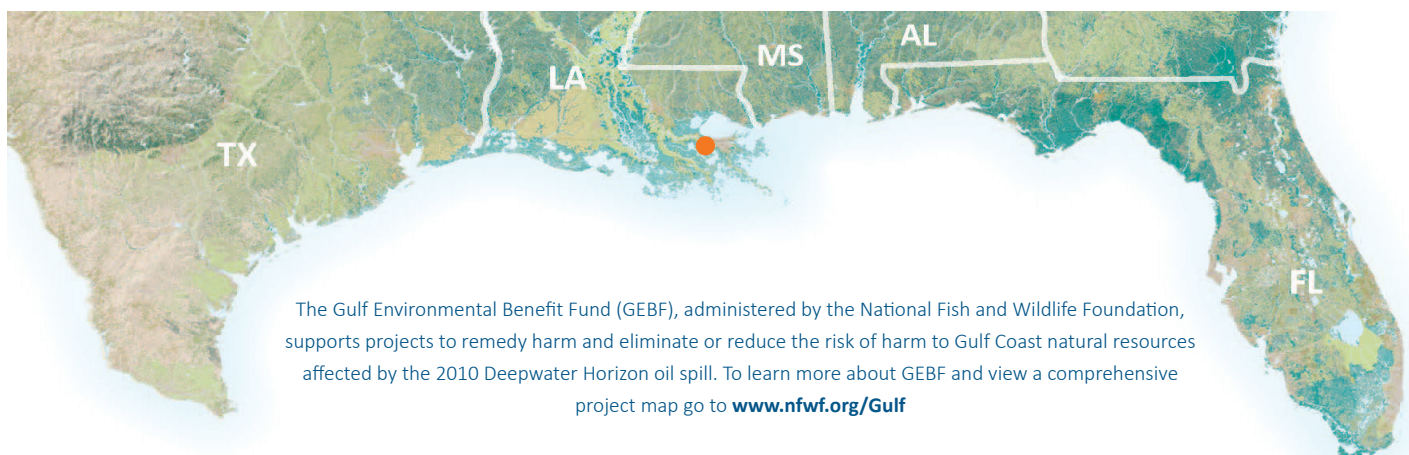 AL
MS
LA
TX
FL
The Gulf Environmental Benefit Fund (GEBF), administered by the National Fish and Wildlife Foundation,
supports projects to remedy harm and eliminate or reduce the risk of harm to Gulf Coast natural resources
affected by the 2010 Deepwater Horizon oil spill. To learn more about GEBF and view a comprehensive
project map go to www.nfwf.org/Gulf